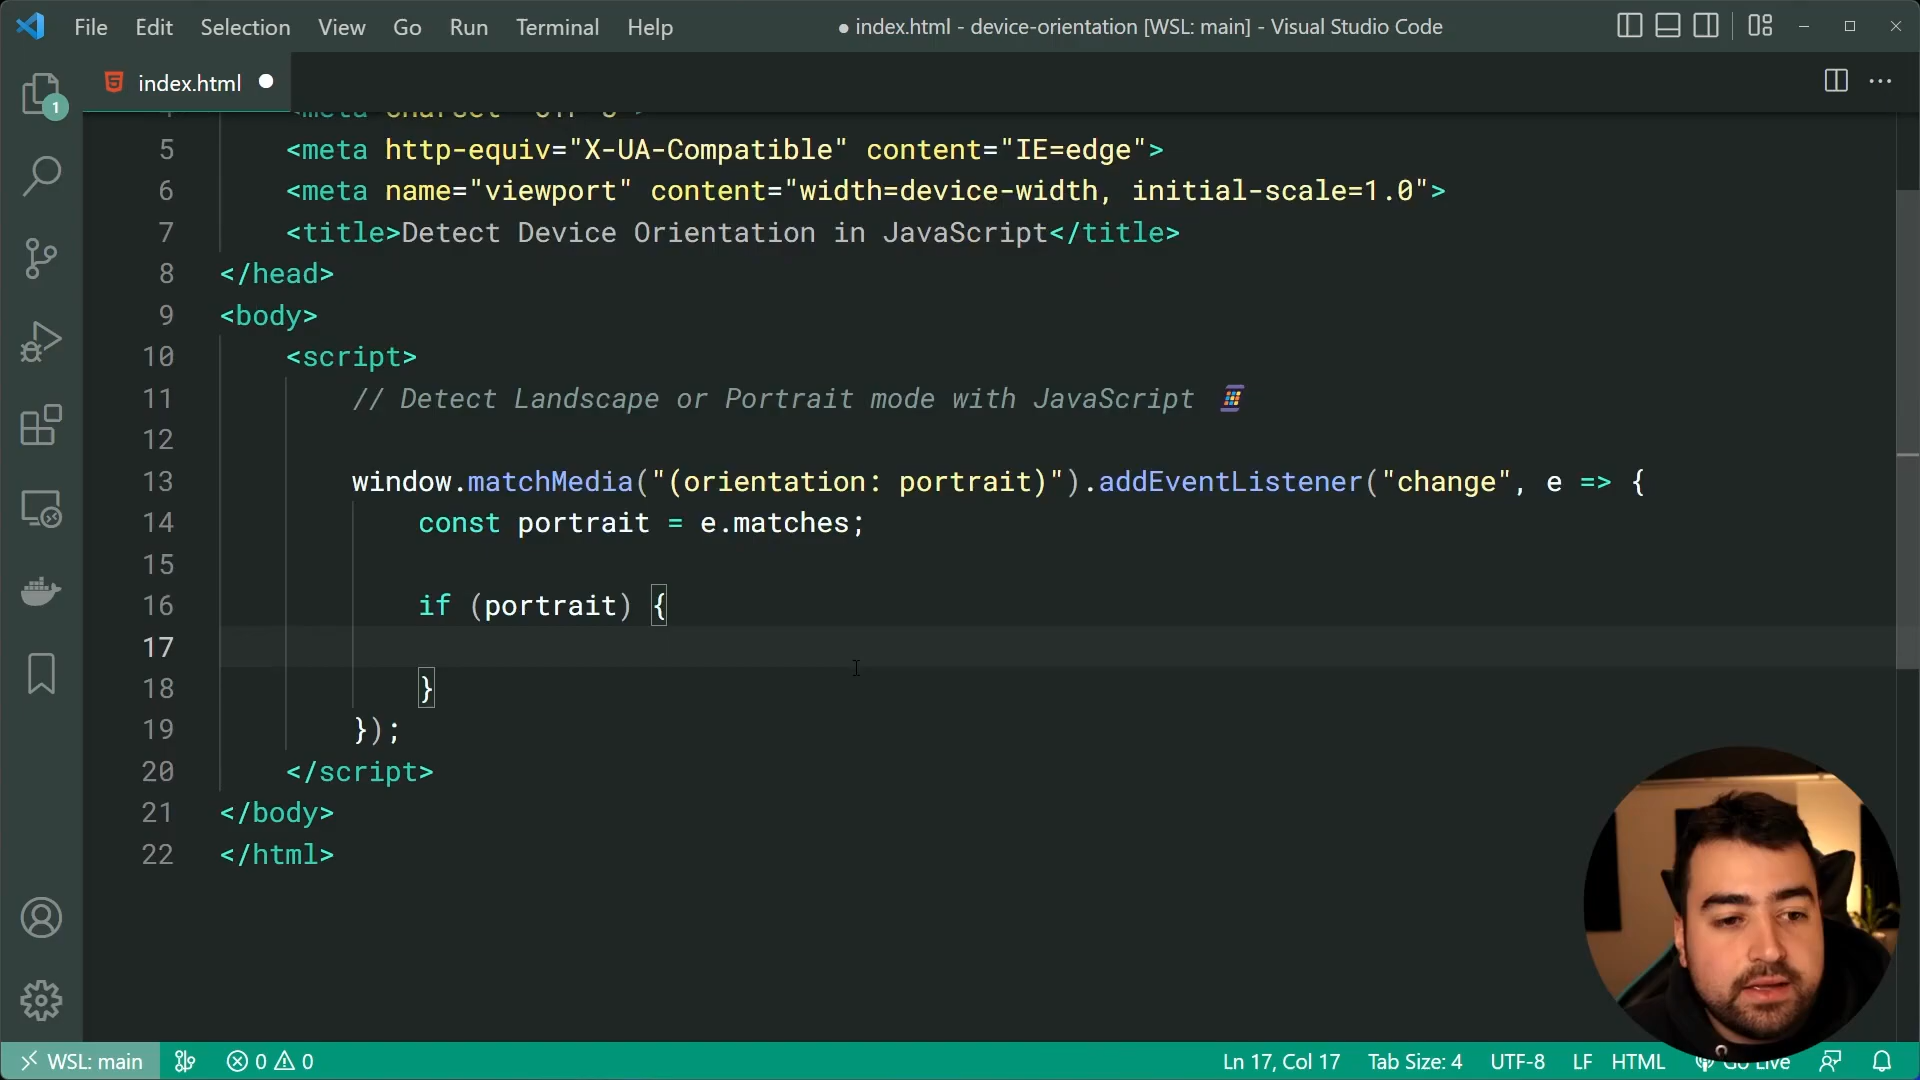 File Edit Selection View Go Run Terminal Help
● index.html - device-orientation [WSL: main] - Visual Studio Code
index.html
1
5 <meta http-equiv="X-UA-Compatible" content="IE=edge">
6 <meta name="viewport" content="width=device-width, initial-scale=1.0">
7 <title>Detect Device Orientation in JavaScript</title>
8 </head>
9 <body>
10 <script>
11 // Detect Landscape or Portrait mode with JavaScript
12
13 window.matchMedia("(orientation: portrait)").addEventListener("change", e => {
14 const portrait = e.matches;
15
16 if (portrait) {
17
18 }
19 });
20 </script>
21 </body>
22 </html>
WSL: main 0 0 Ln 17, Col 17 Tab Size: 4 UTF-8 LF HTML Go Live